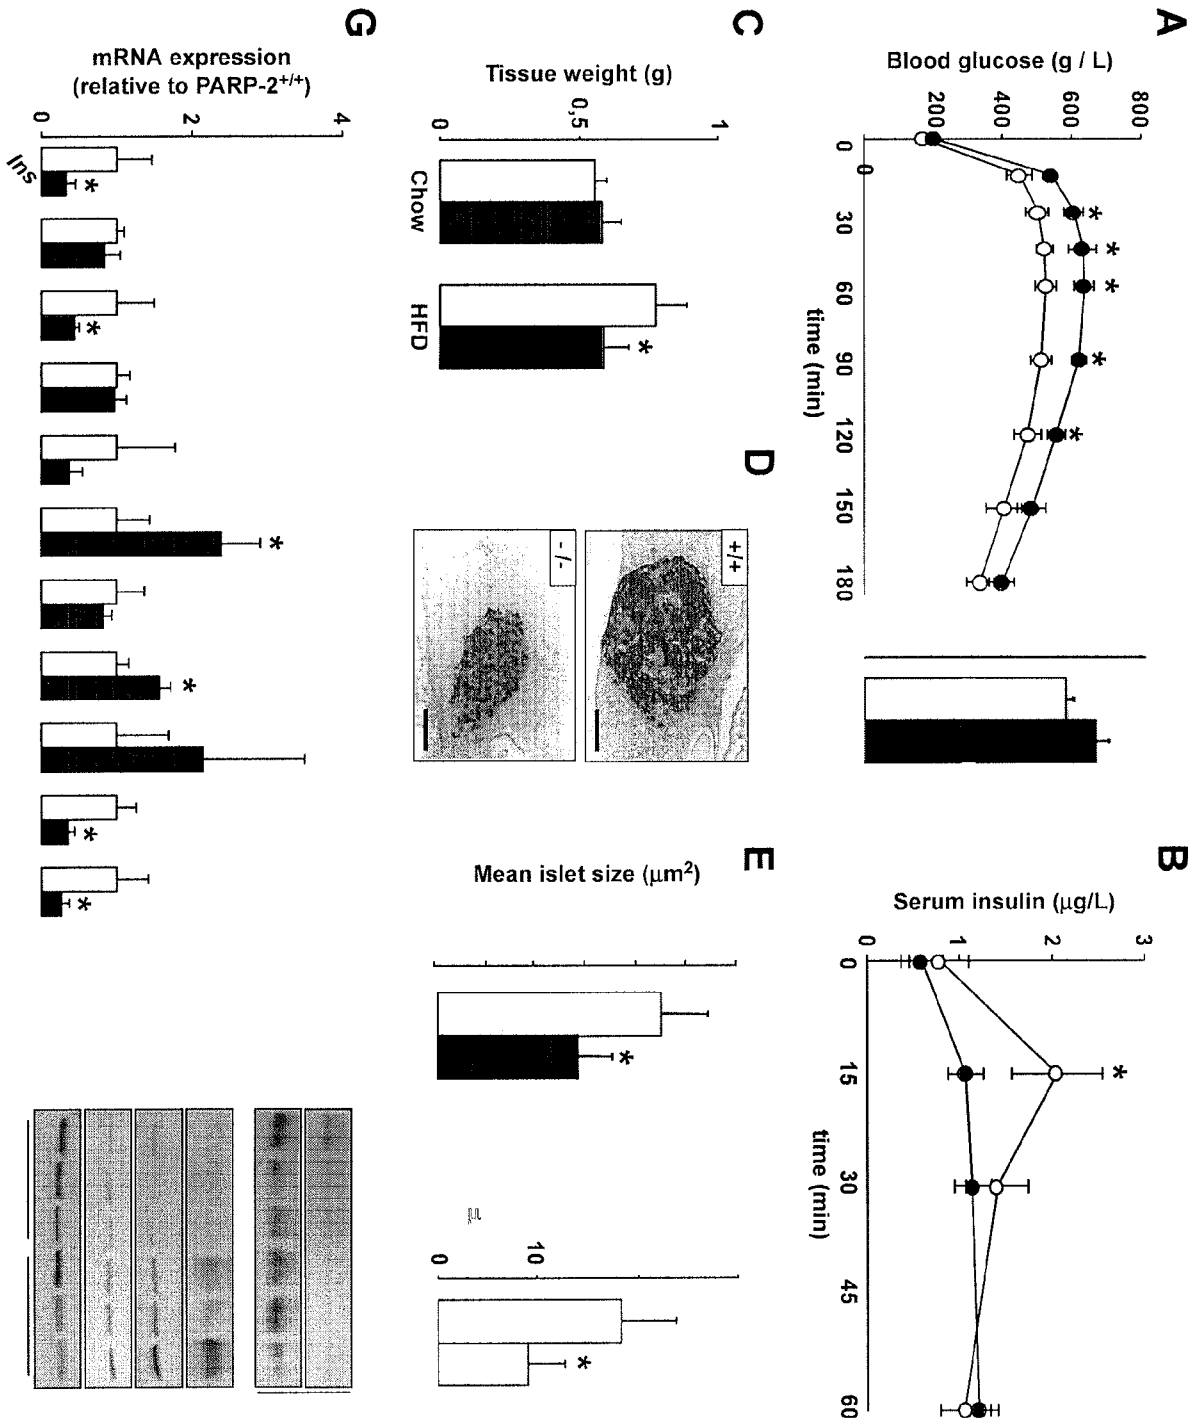 A
Blood glucose (g / L)
800
600
400
200
0
0
30
60
90
120
150
180
time (min)
*
*
*
*
*
B
Serum insulin (µg/L)
3
2
1
0
0
15
30
45
60
time (min)
*
C
Tissue weight (g)
1
0,5
0
Chow
HFD
*
D
+/+
-/-
E
Mean islet size (µm²)
*
10
0
*
G
mRNA expression
(relative to PARP-2+/+)
4
2
0
Ins
*
*
*
*
*
*